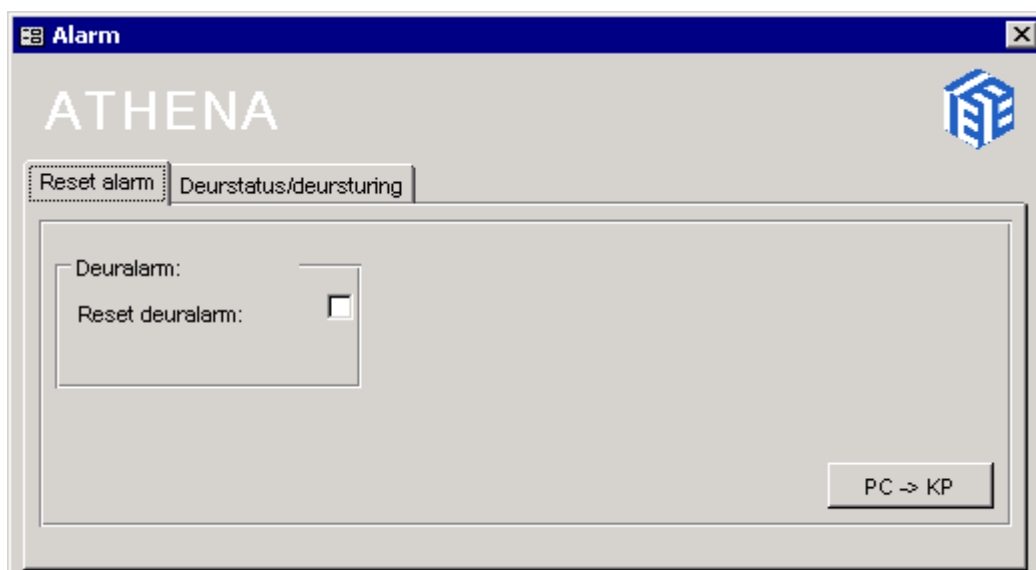 Alarm
ATHENA
Reset alarm
Deurstatus/deursturing
Deuralarm:
Reset deuralarm:
PC -> KP